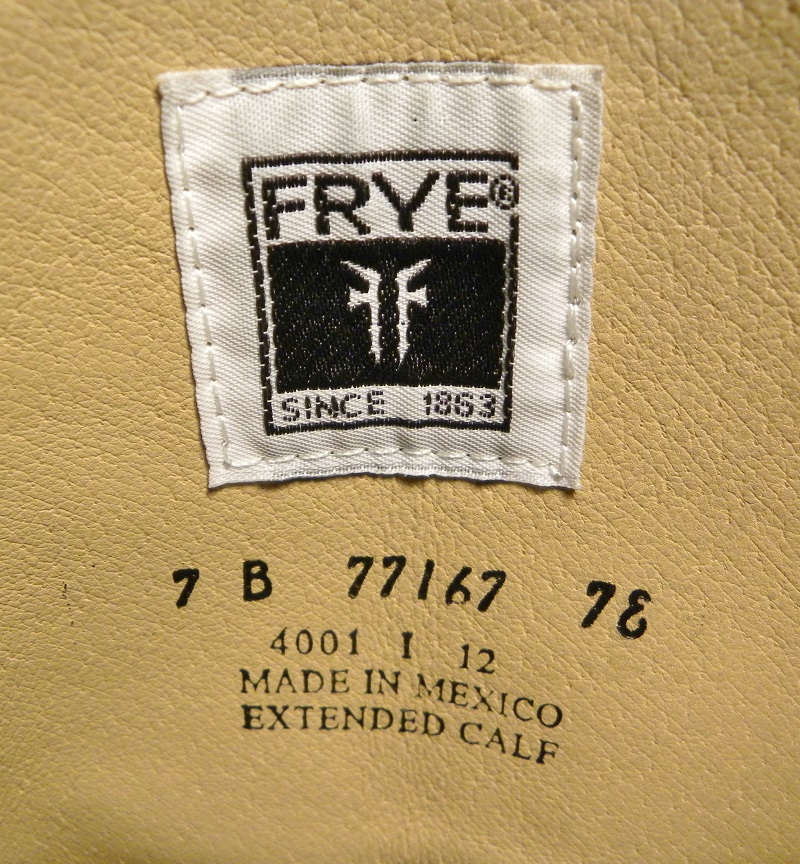 FRYE®
SINCE 1863
7 B 77167 7E
4001 I 12
MADE IN MEXICO
EXTENDED CALF